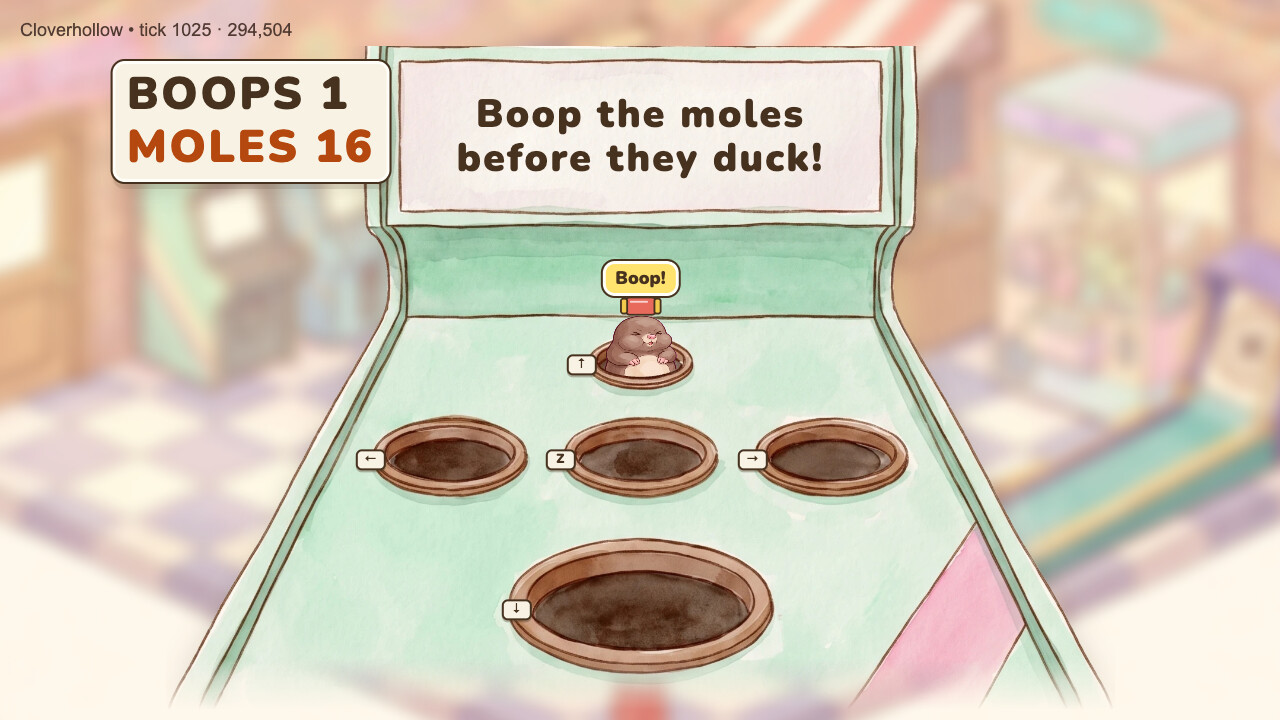 Cloverhollow • tick 1025 · 294,504
BOOPS 1
MOLES 16
Boop the moles
before they duck!
Boop!
↑
←
Z
→
↓